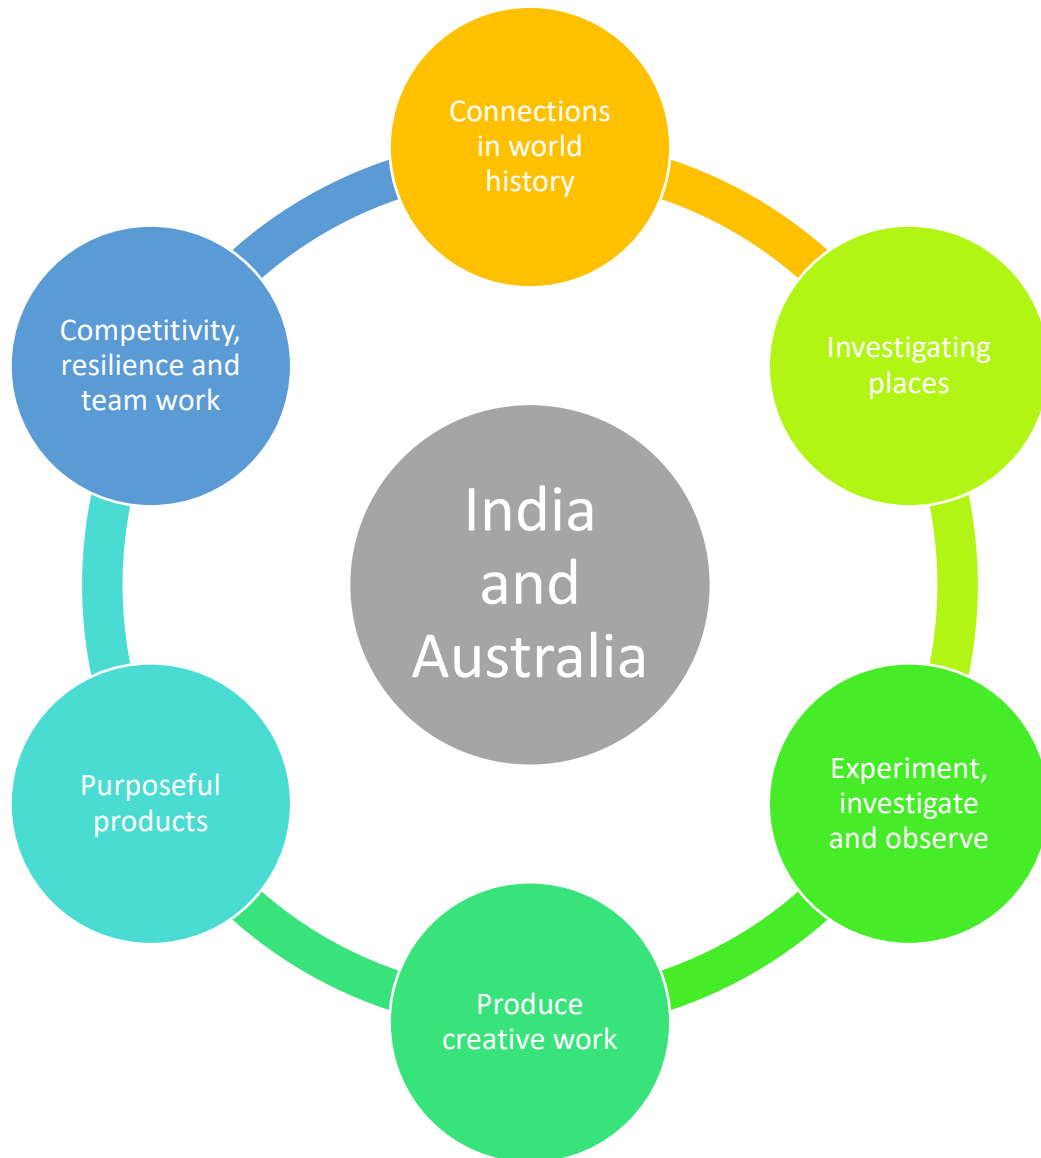 Connections
in world
history
Investigating
places
Experiment,
investigate
and observe
Produce
creative work
Purposeful
products
Competitivity,
resilience and
team work
India
and
Australia